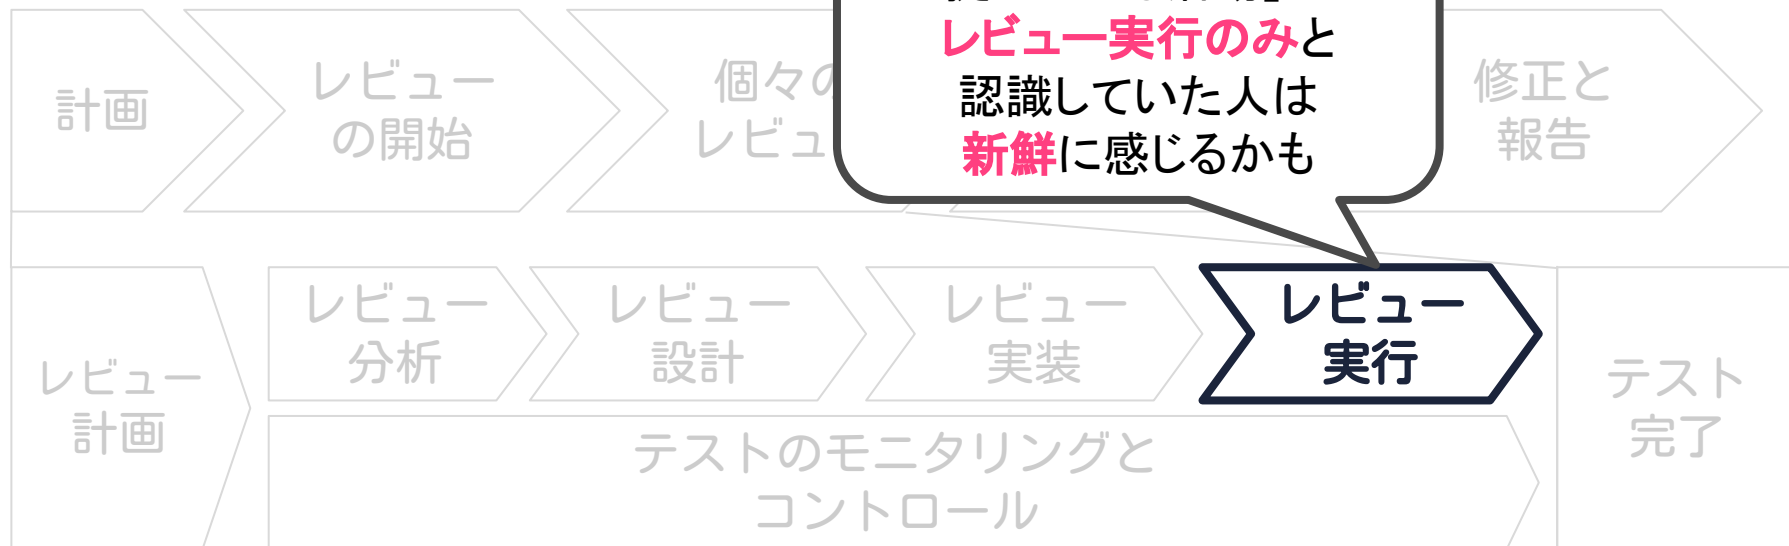 計画
レビュー
の開始
個々の
レビュ
レビュー実行のみと
認識していた人は
新鮮に感じるかも
修正と
報告
レビュー
計画
レビュー
分析
レビュー
設計
レビュー
実装
レビュー
実行
テストのモニタリングと
コントロール
テスト
完了